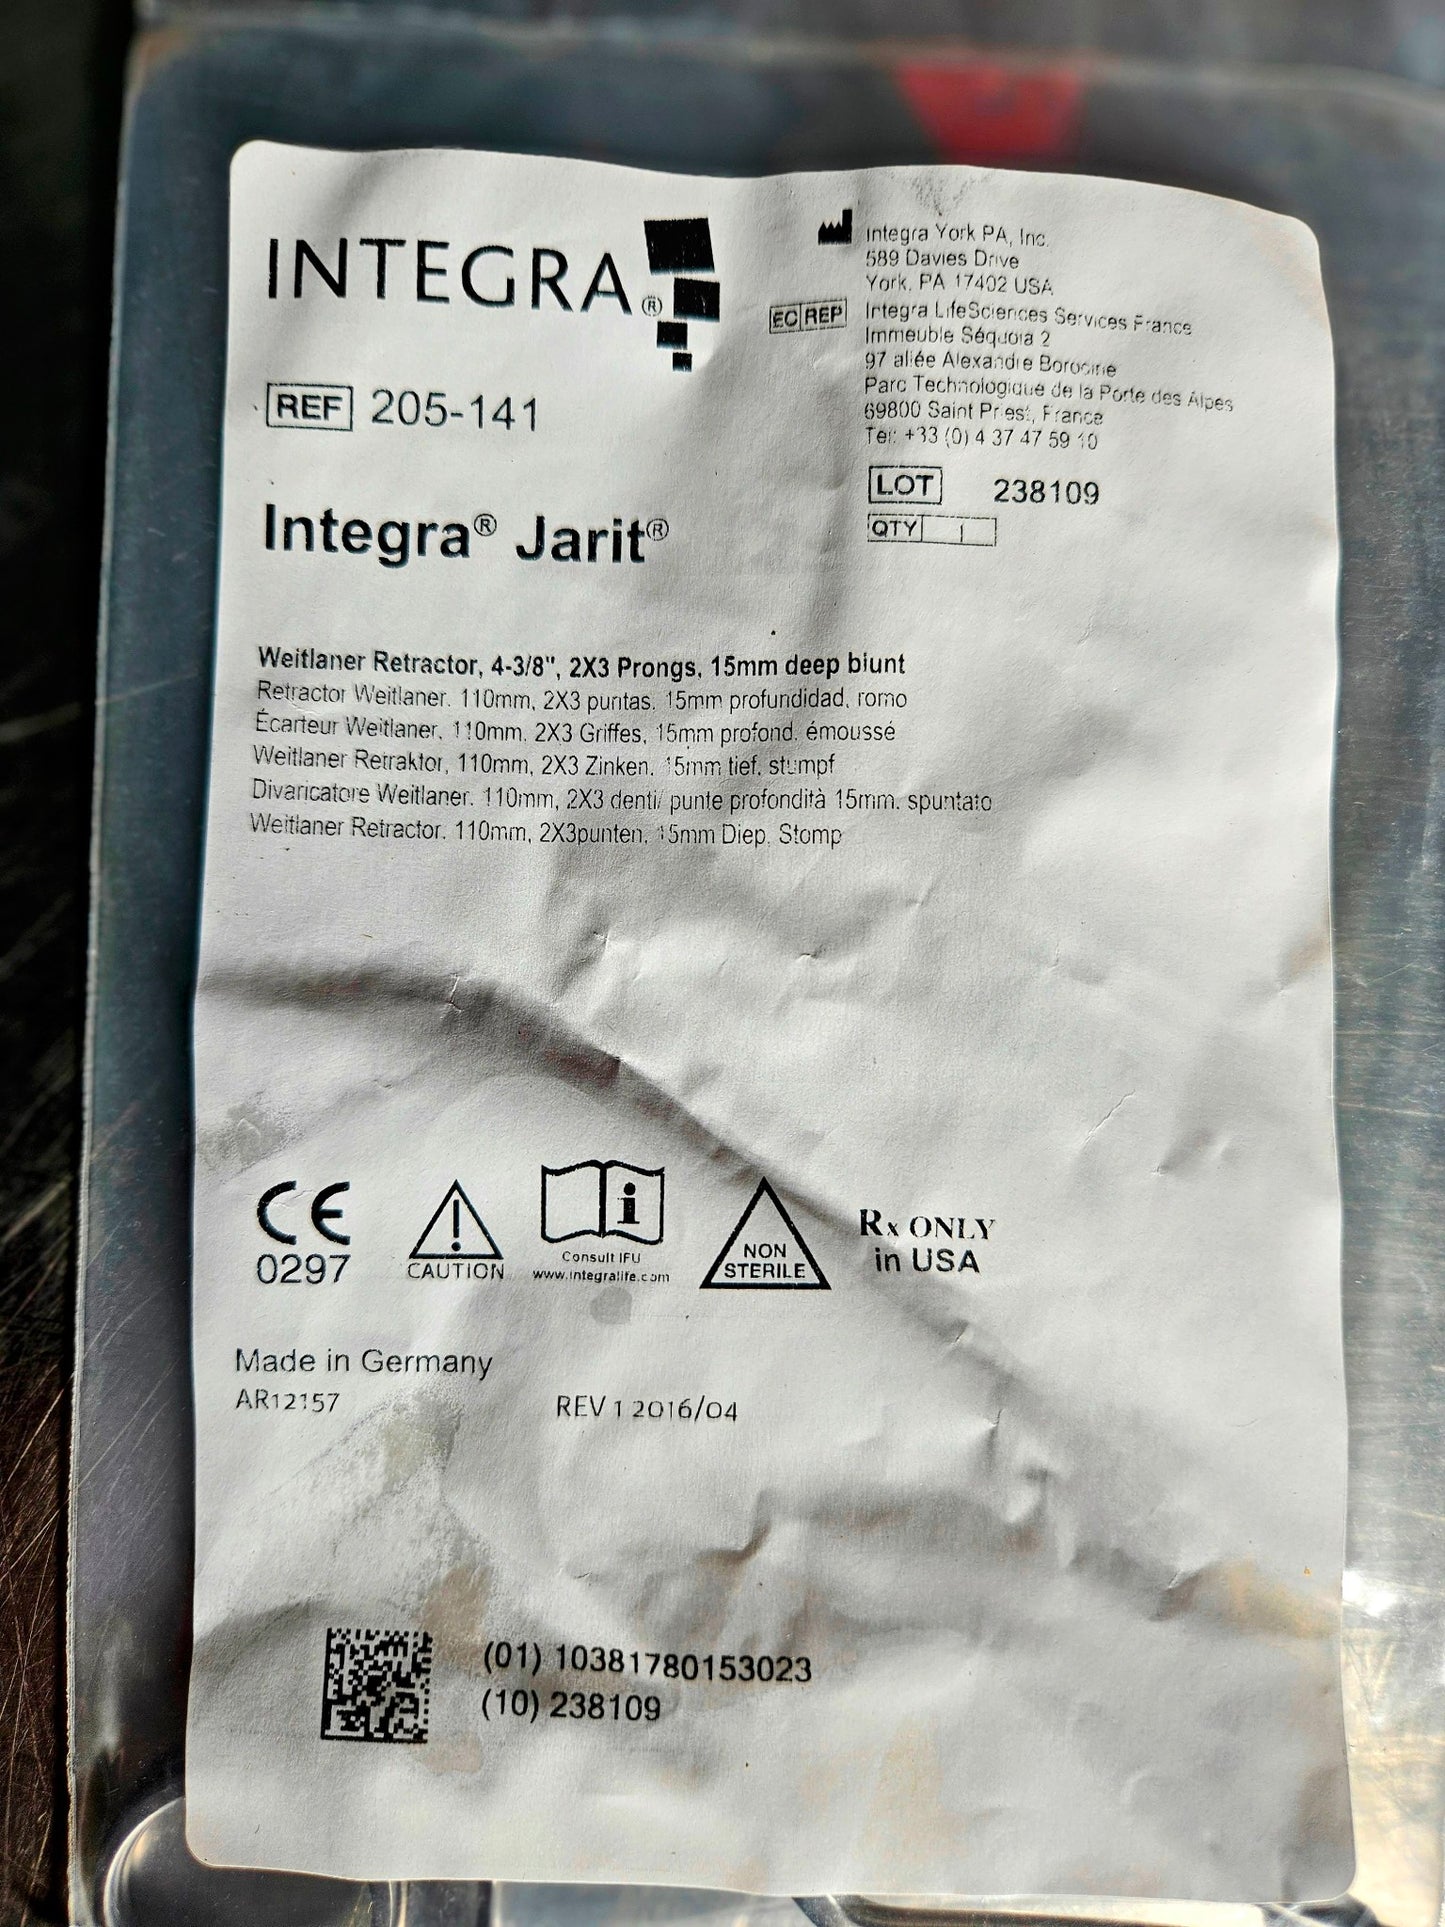 INTEGRA®
REF 205-141
Integra® Jarit®
Integra York PA, Inc.
589 Davies Drive
York, PA 17402 USA
EC REP Integra LifeSciences Services France
Immeuble Séquoia 2
97 allée Alexandre Borodine
Parc Technologique de la Porte des Alpes
69800 Saint Priest, France
Tel: +33 (0) 4 37 47 59 10
LOT 238109
QTY 1
Weitlaner Retractor, 4-3/8", 2X3 Prongs, 15mm deep blunt
Retractor Weitlaner, 110mm, 2X3 puntas, 15mm profundidad, romo
Écarteur Weitlaner, 110mm, 2X3 Griffes, 15mm profond, émoussé
Weitlaner Retraktor, 110mm, 2X3 Zinken, 15mm tief, stumpf
Divaricatore Weitlaner, 110mm, 2X3 denti/ punte profondità 15mm, spuntato
Weitlaner Retractor, 110mm, 2X3punten, 15mm Diep, Stomp
CE
0297
CAUTION
i
Consult IFU
www.integralife.com
NON
STERILE
Rx ONLY
in USA
Made in Germany
AR12157
REV 1 2016/04
(01) 10381780153023
(10) 238109